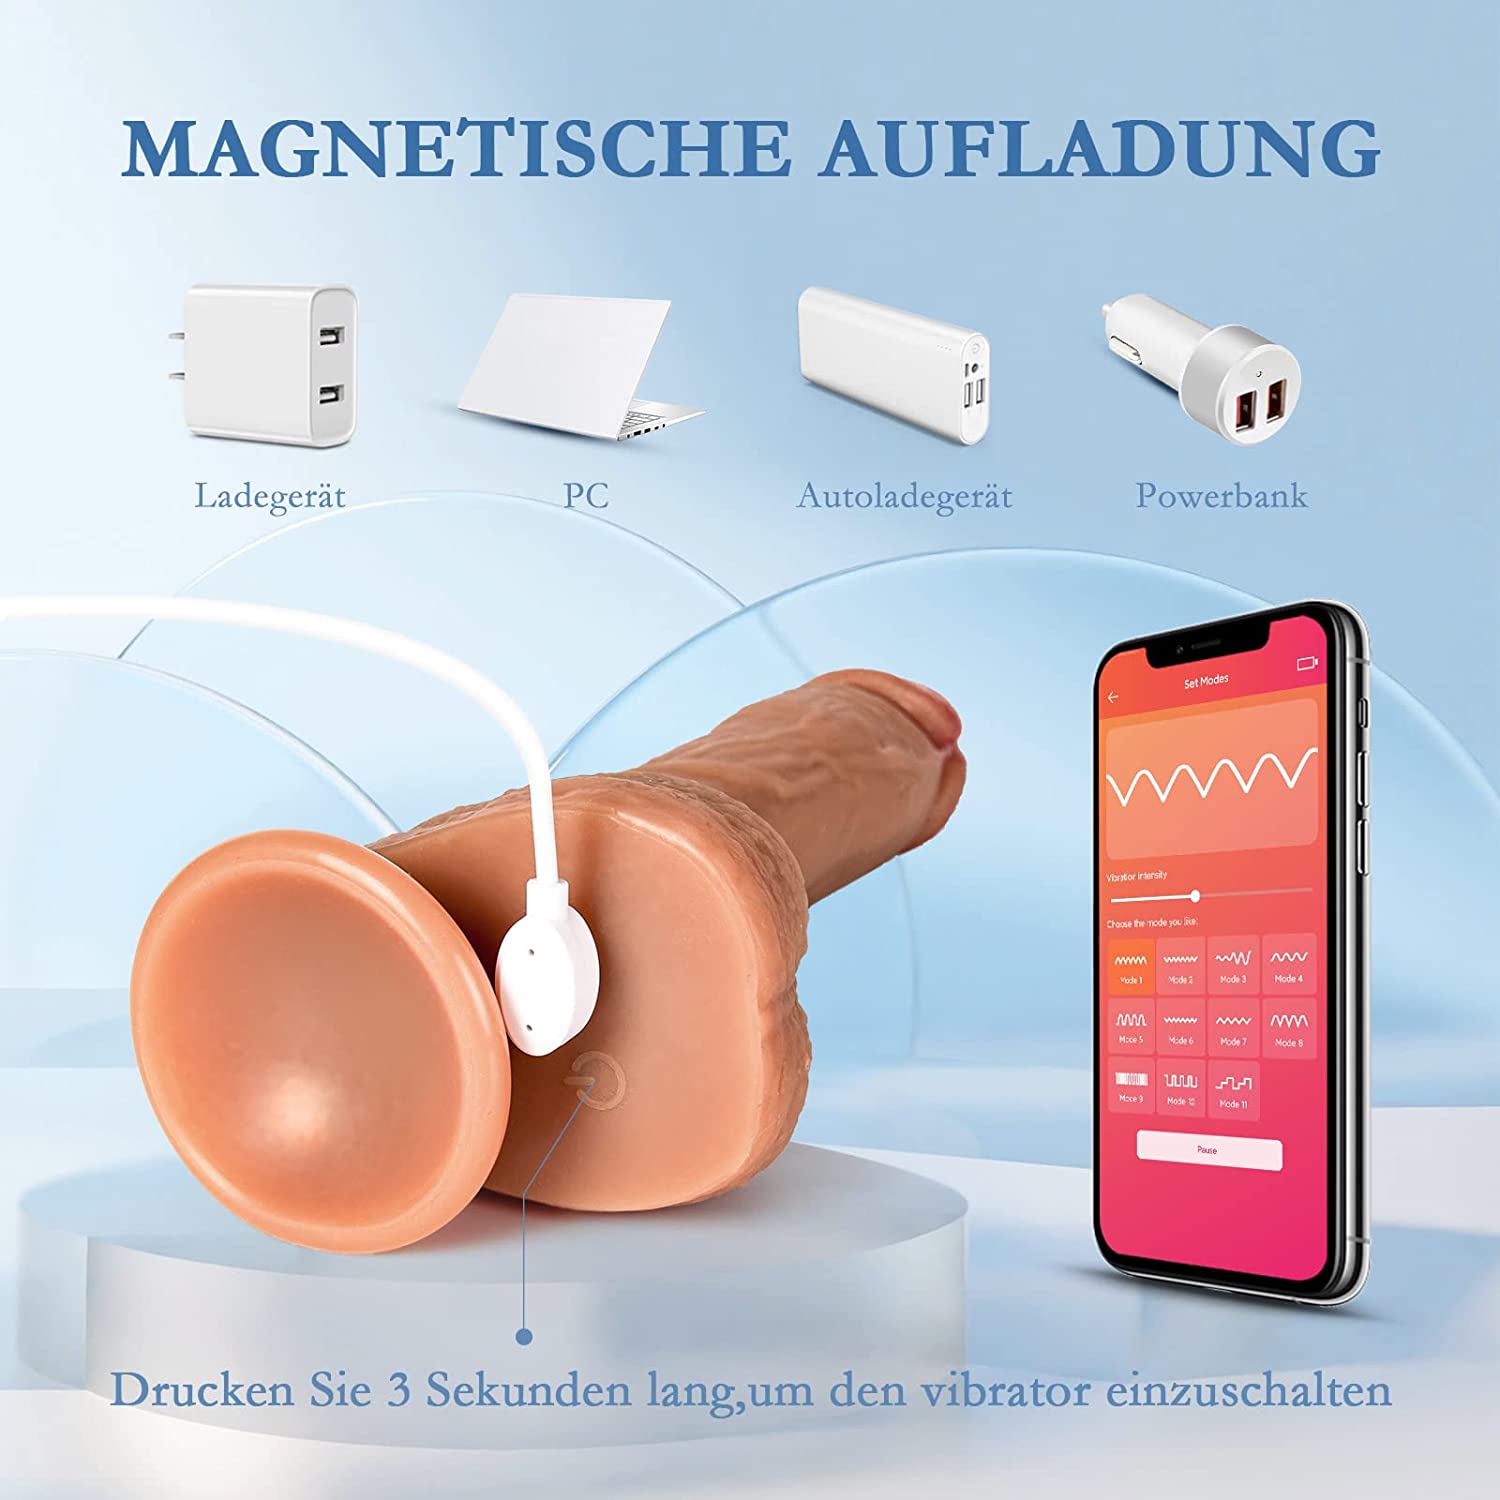 MAGNETISCHE AUFLADUNG
Ladegerät
PC
Autoladegerät
Powerbank
Set Modes
Vibration intensity
Choose the mode you like:
Mode 1
Mode 2
Mode 3
Mode 4
Mode 5
Mode 6
Mode 7
Mode 8
Mode 9
Mode 10
Mode 11
Pause
Drucken Sie 3 Sekunden lang,um den vibrator einzuschalten